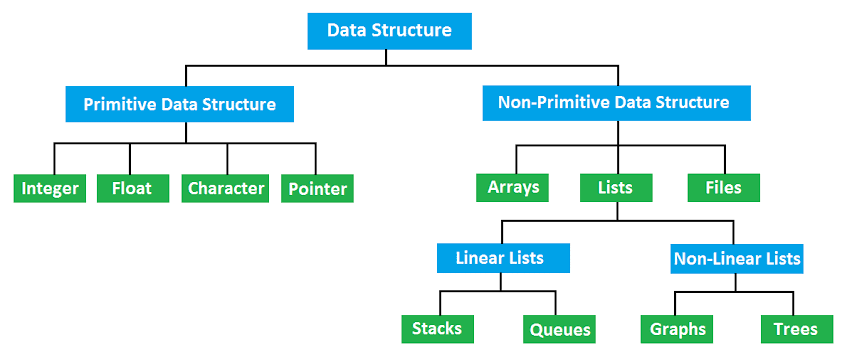 Data Structure
Primitive Data Structure
Non-Primitive Data Structure
Integer
Float
Character
Pointer
Arrays
Lists
Files
Linear Lists
Non-Linear Lists
Stacks
Queues
Graphs
Trees